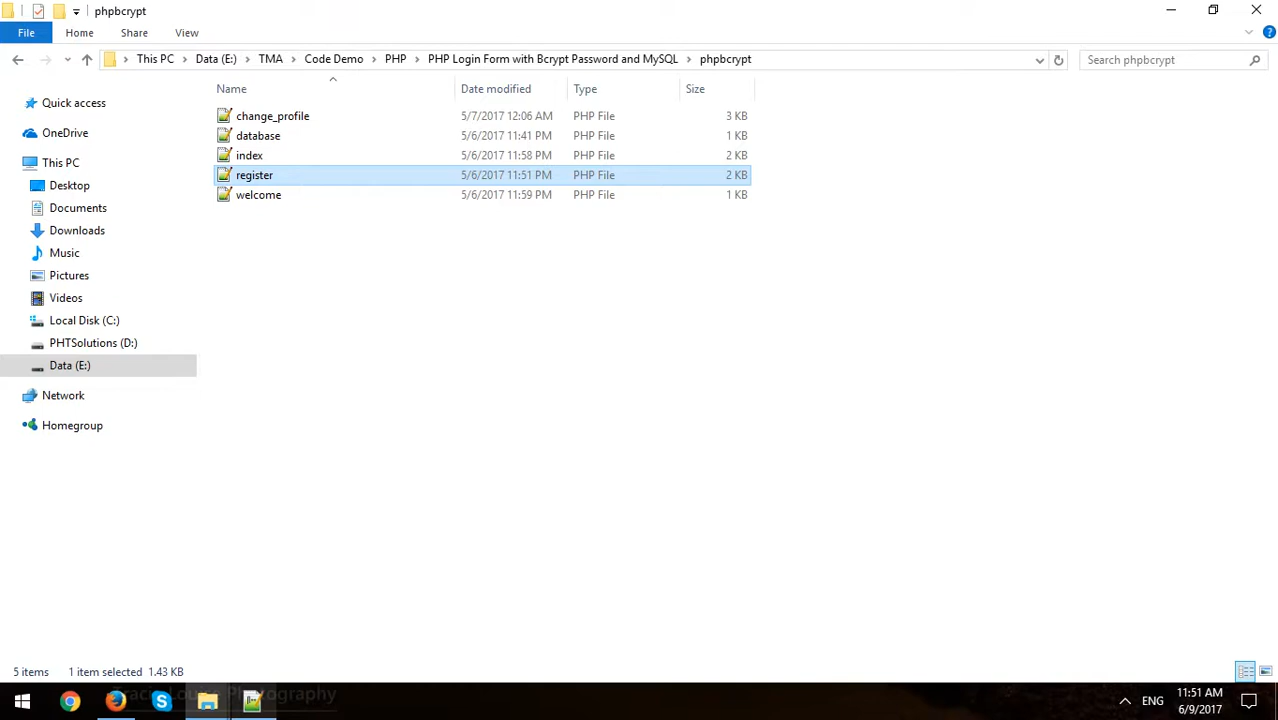 phpbcrypt
File Home Share View
This PC Data (E:) TMA Code Demo PHP PHP Login Form with Bcrypt Password and MySQL phpbcrypt
Search phpbcrypt
Name Date modified Type Size
change_profile 5/7/2017 12:06 AM PHP File 3 KB
database 5/6/2017 11:41 PM PHP File 1 KB
index 5/6/2017 11:58 PM PHP File 2 KB
register 5/6/2017 11:51 PM PHP File 2 KB
welcome 5/6/2017 11:59 PM PHP File 1 KB
Quick access
OneDrive
This PC
Desktop
Documents
Downloads
Music
Pictures
Videos
Local Disk (C:)
PHTSolutions (D:)
Data (E:)
Network
Homegroup
5 items 1 item selected 1.43 KB
Photography
ENG
11:51 AM
6/9/2017